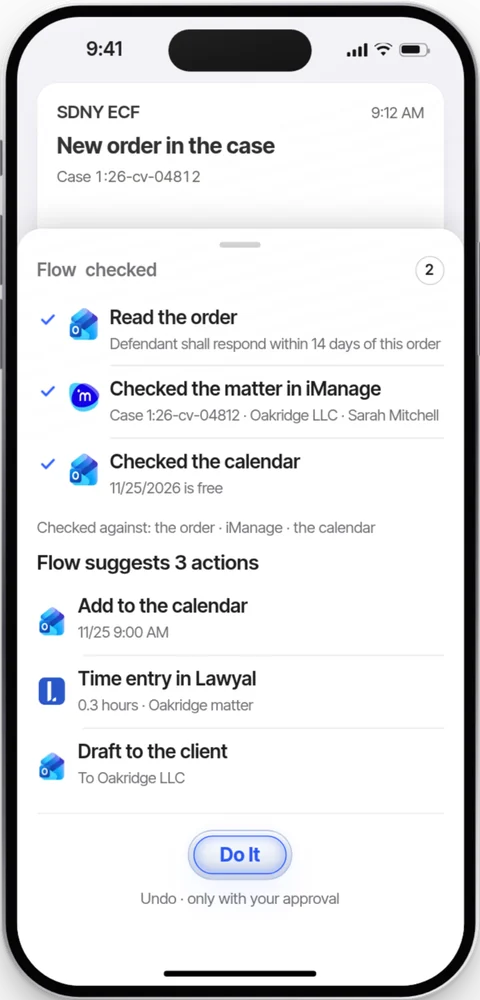 9:41
SDNY ECF 9:12 AM
New order in the case
Case 1:26-cv-04812
Flow checked 2
Read the order
Defendant shall respond within 14 days of this order
Checked the matter in iManage
Case 1:26-cv-04812 · Oakridge LLC · Sarah Mitchell
Checked the calendar
11/25/2026 is free
Checked against: the order · iManage · the calendar
Flow suggests 3 actions
Add to the calendar
11/25 9:00 AM
Time entry in Lawyal
0.3 hours · Oakridge matter
Draft to the client
To Oakridge LLC
Do It
Undo · only with your approval